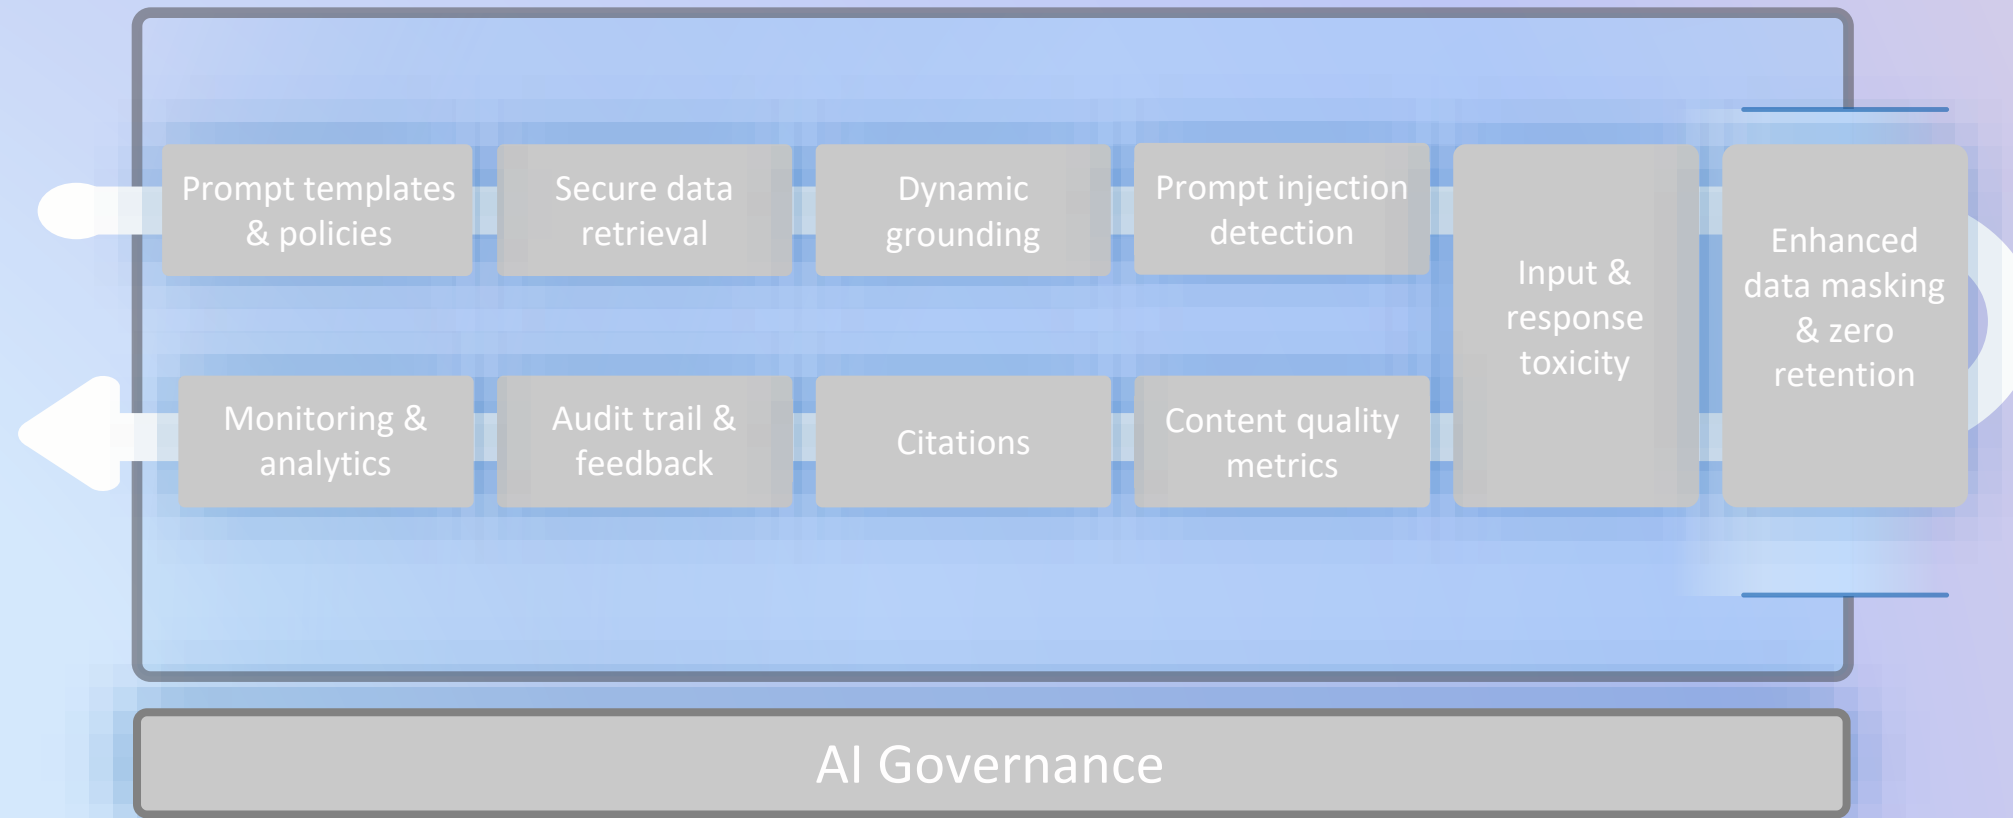 Prompt templates
& policies
Secure data
retrieval
Dynamic
grounding
Prompt injection
detection
Input &
response
toxicity
Enhanced
data masking
& zero
retention
Monitoring &
analytics
Audit trail &
feedback
Citations
Content quality
metrics
AI Governance